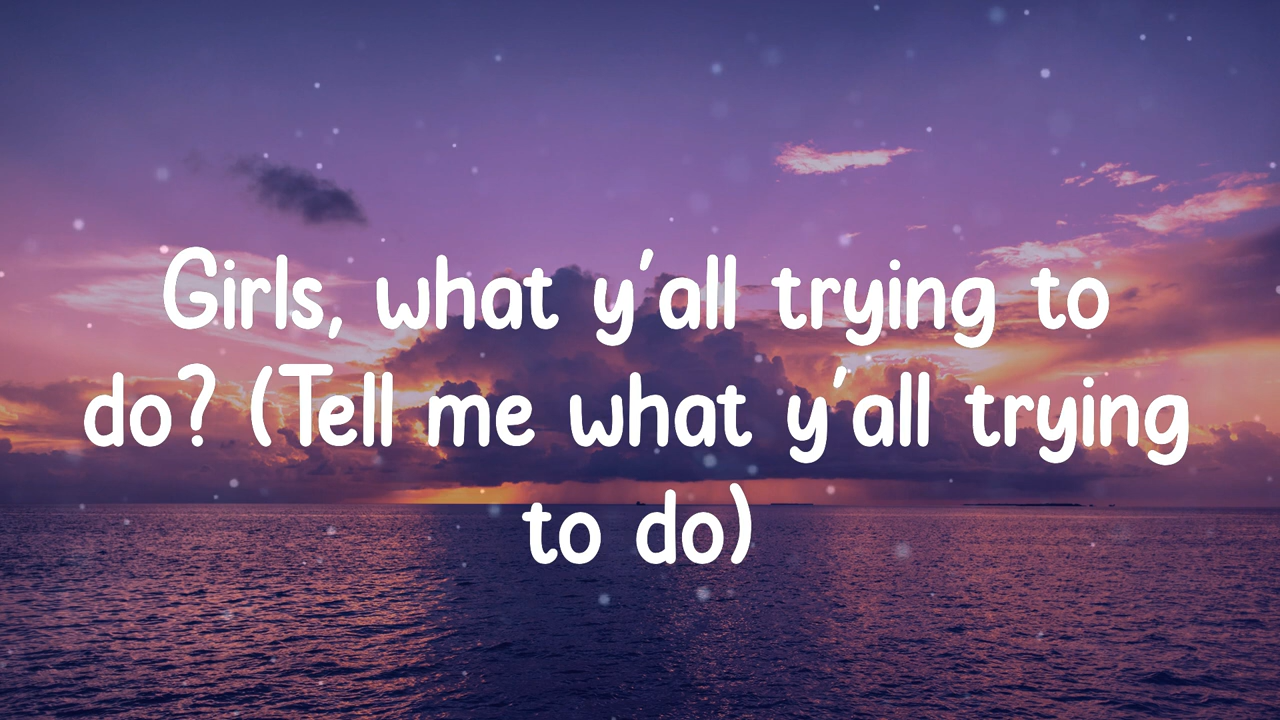 Girls, what y'all trying to
do? (Tell me what y'all trying
to do)